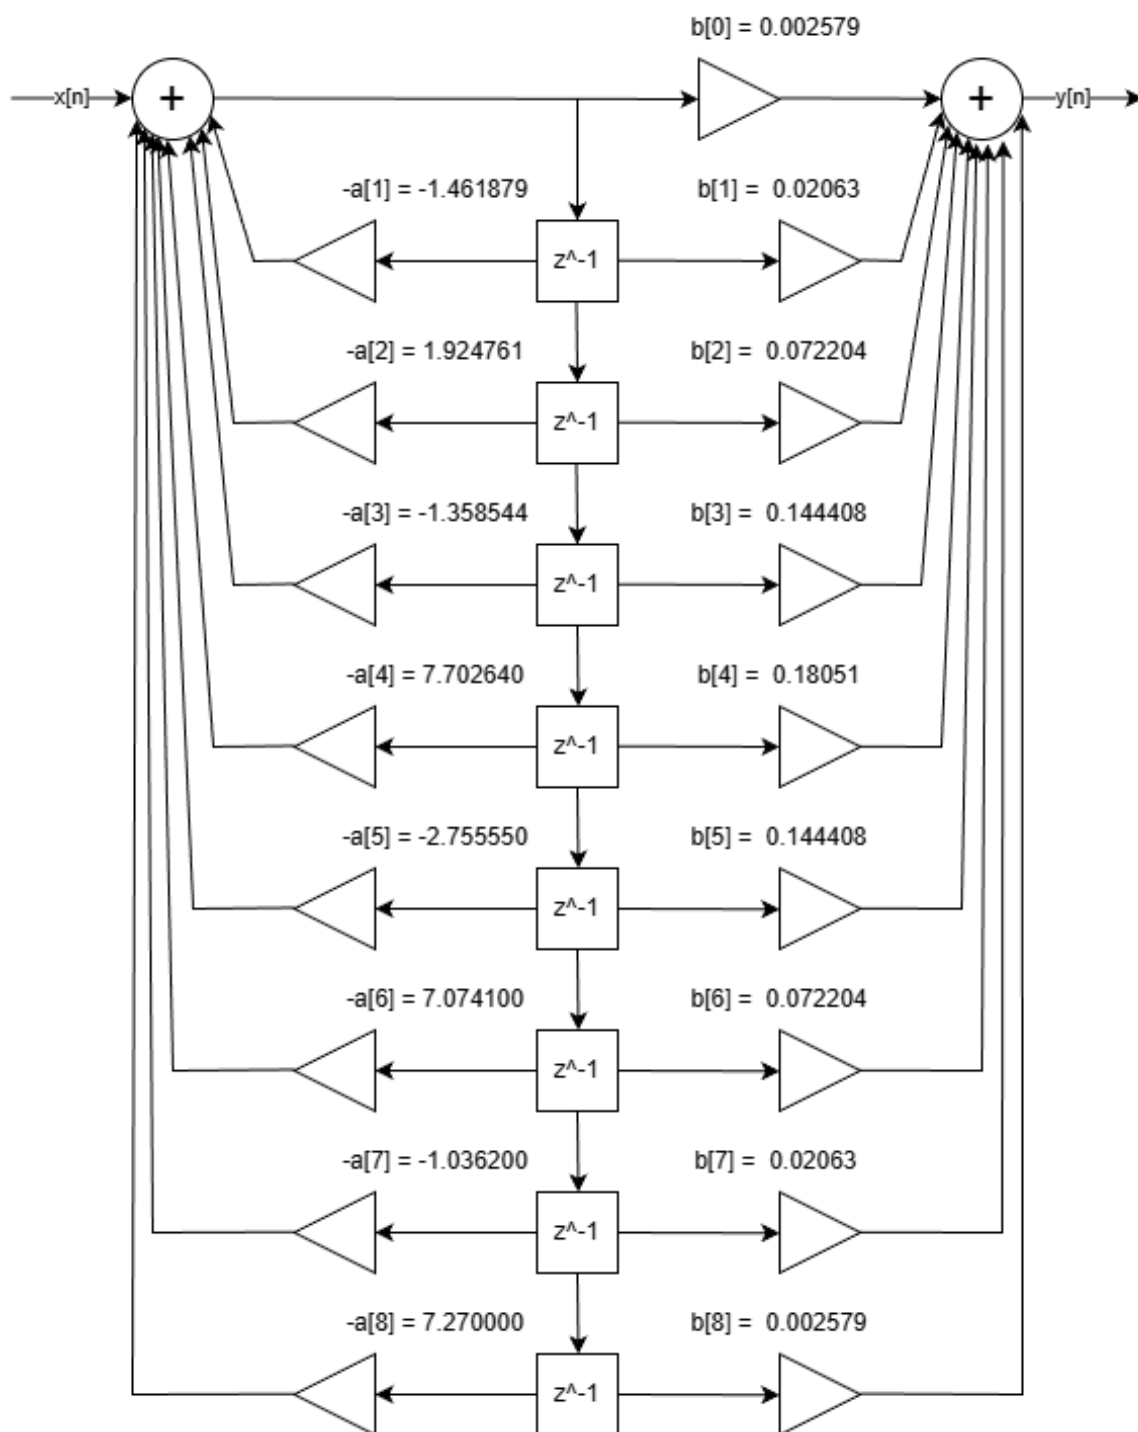 b[0] = 0.002579
x[n]
+
+
y[n]
-a[1] = -1.461879
b[1] =  0.02063
z^-1
-a[2] = 1.924761
b[2] =  0.072204
z^-1
-a[3] = -1.358544
b[3] =  0.144408
z^-1
-a[4] = 7.702640
b[4] =  0.18051
z^-1
-a[5] = -2.755550
b[5] =  0.144408
z^-1
-a[6] = 7.074100
b[6] =  0.072204
z^-1
-a[7] = -1.036200
b[7] =  0.02063
z^-1
-a[8] = 7.270000
b[8] =  0.002579
z^-1